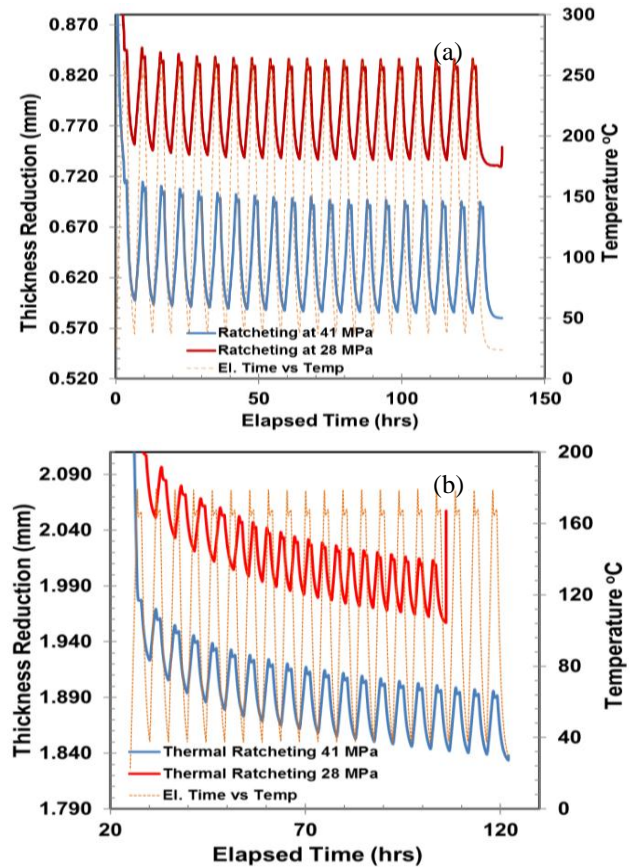 0.870
0.820
0.770
0.720
0.670
0.620
0.570
0.520
Thickness Reduction (mm)
(a)
300
250
200
150
100
50
0
Temperature ºC
Ratcheting at 41 MPa
Ratcheting at 28 MPa
El. Time vs Temp
0 50 100 150
Elapsed Time (hrs)
2.090
2.040
1.990
1.940
1.890
1.840
1.790
Thickness Reduction (mm)
(b)
200
160
120
80
40
0
Temperature ºC
Thermal Ratcheting 41 MPa
Thermal Ratcheting 28 MPa
El. Time vs Temp
20 70 120
Elapsed Time (hrs)